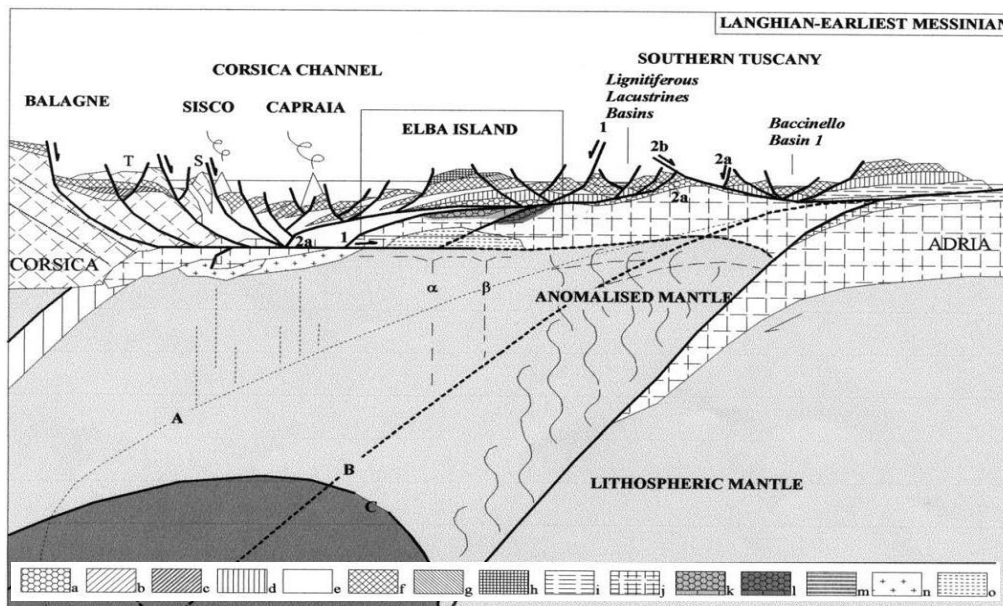 LANGHIAN-EARLIEST MESSINIAN
SOUTHERN TUSCANY
CORSICA CHANNEL
Lignitiferous
Lacustrines
Basins
BALAGNE
SISCO
CAPRAIA
ELBA ISLAND
Baccinello
Basin 1
1
2b
2a
T
S
2a
2a
1
CORSICA
ADRIA
α
β
ANOMALISED MANTLE
A
B
C
LITHOSPHERIC MANTLE
a b c d e f g h i j k l m n o